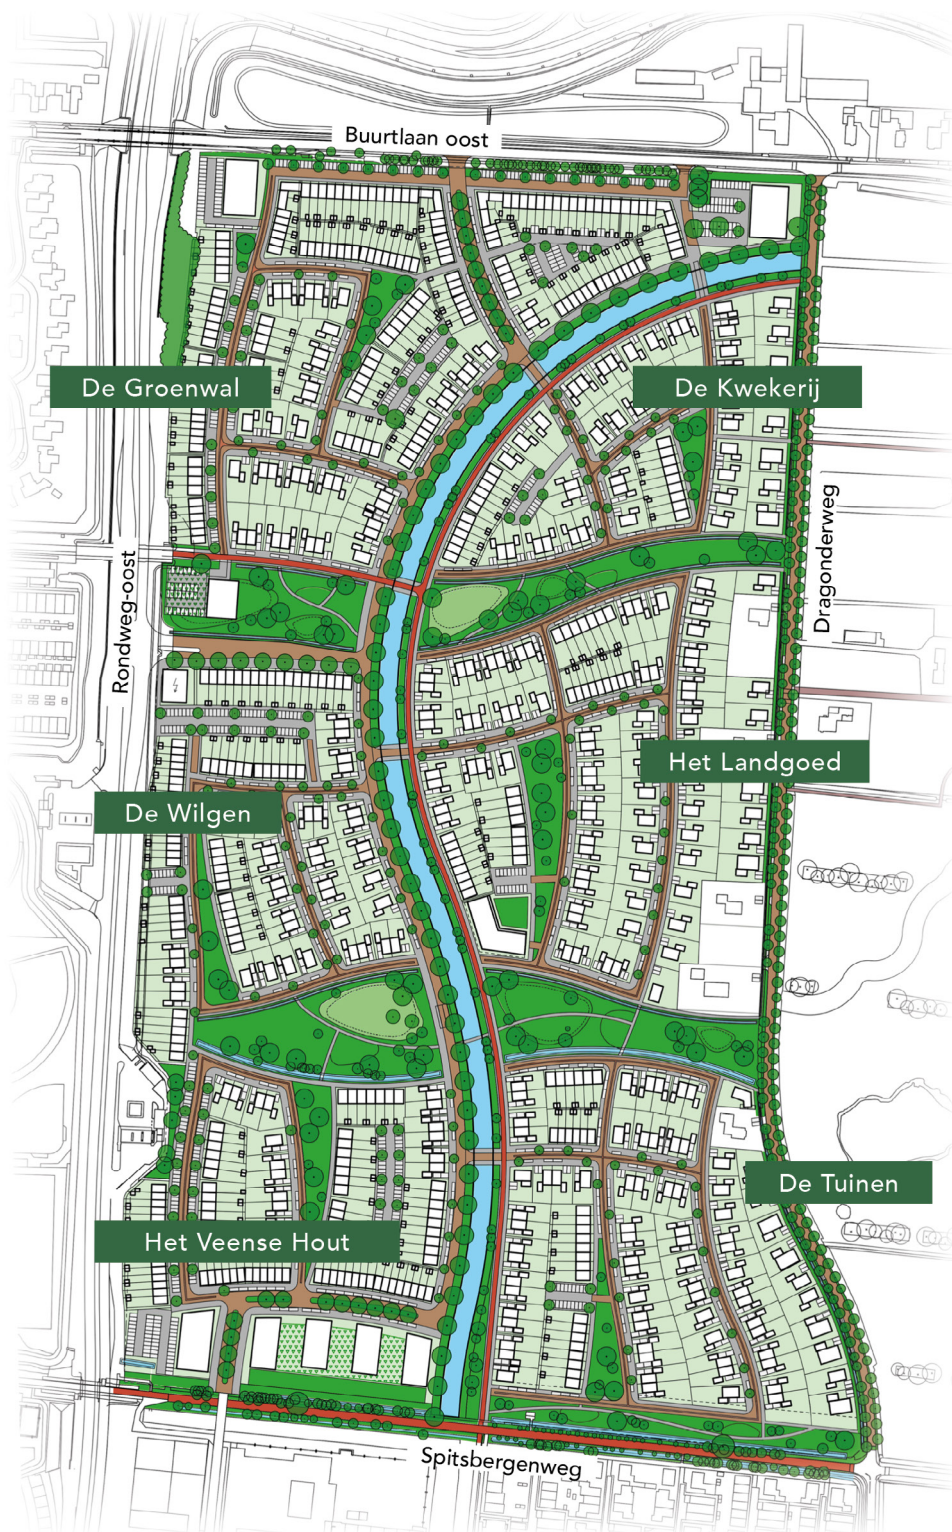 Buurtlaan oost
De Groenwal
De Kwekerij
Dragonderweg
Rondweg-oost
Het Landgoed
De Wilgen
De Tuinen
Het Veense Hout
Spitsbergenweg